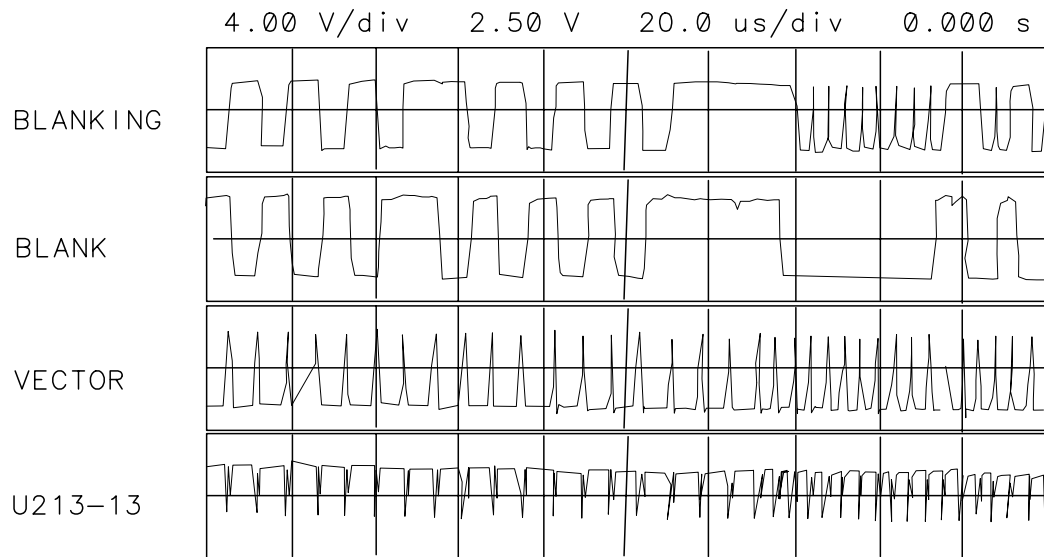 4.00 V/div 2.50 V 20.0 us/div 0.000 s
BLANKING
BLANK
VECTOR
U213-13